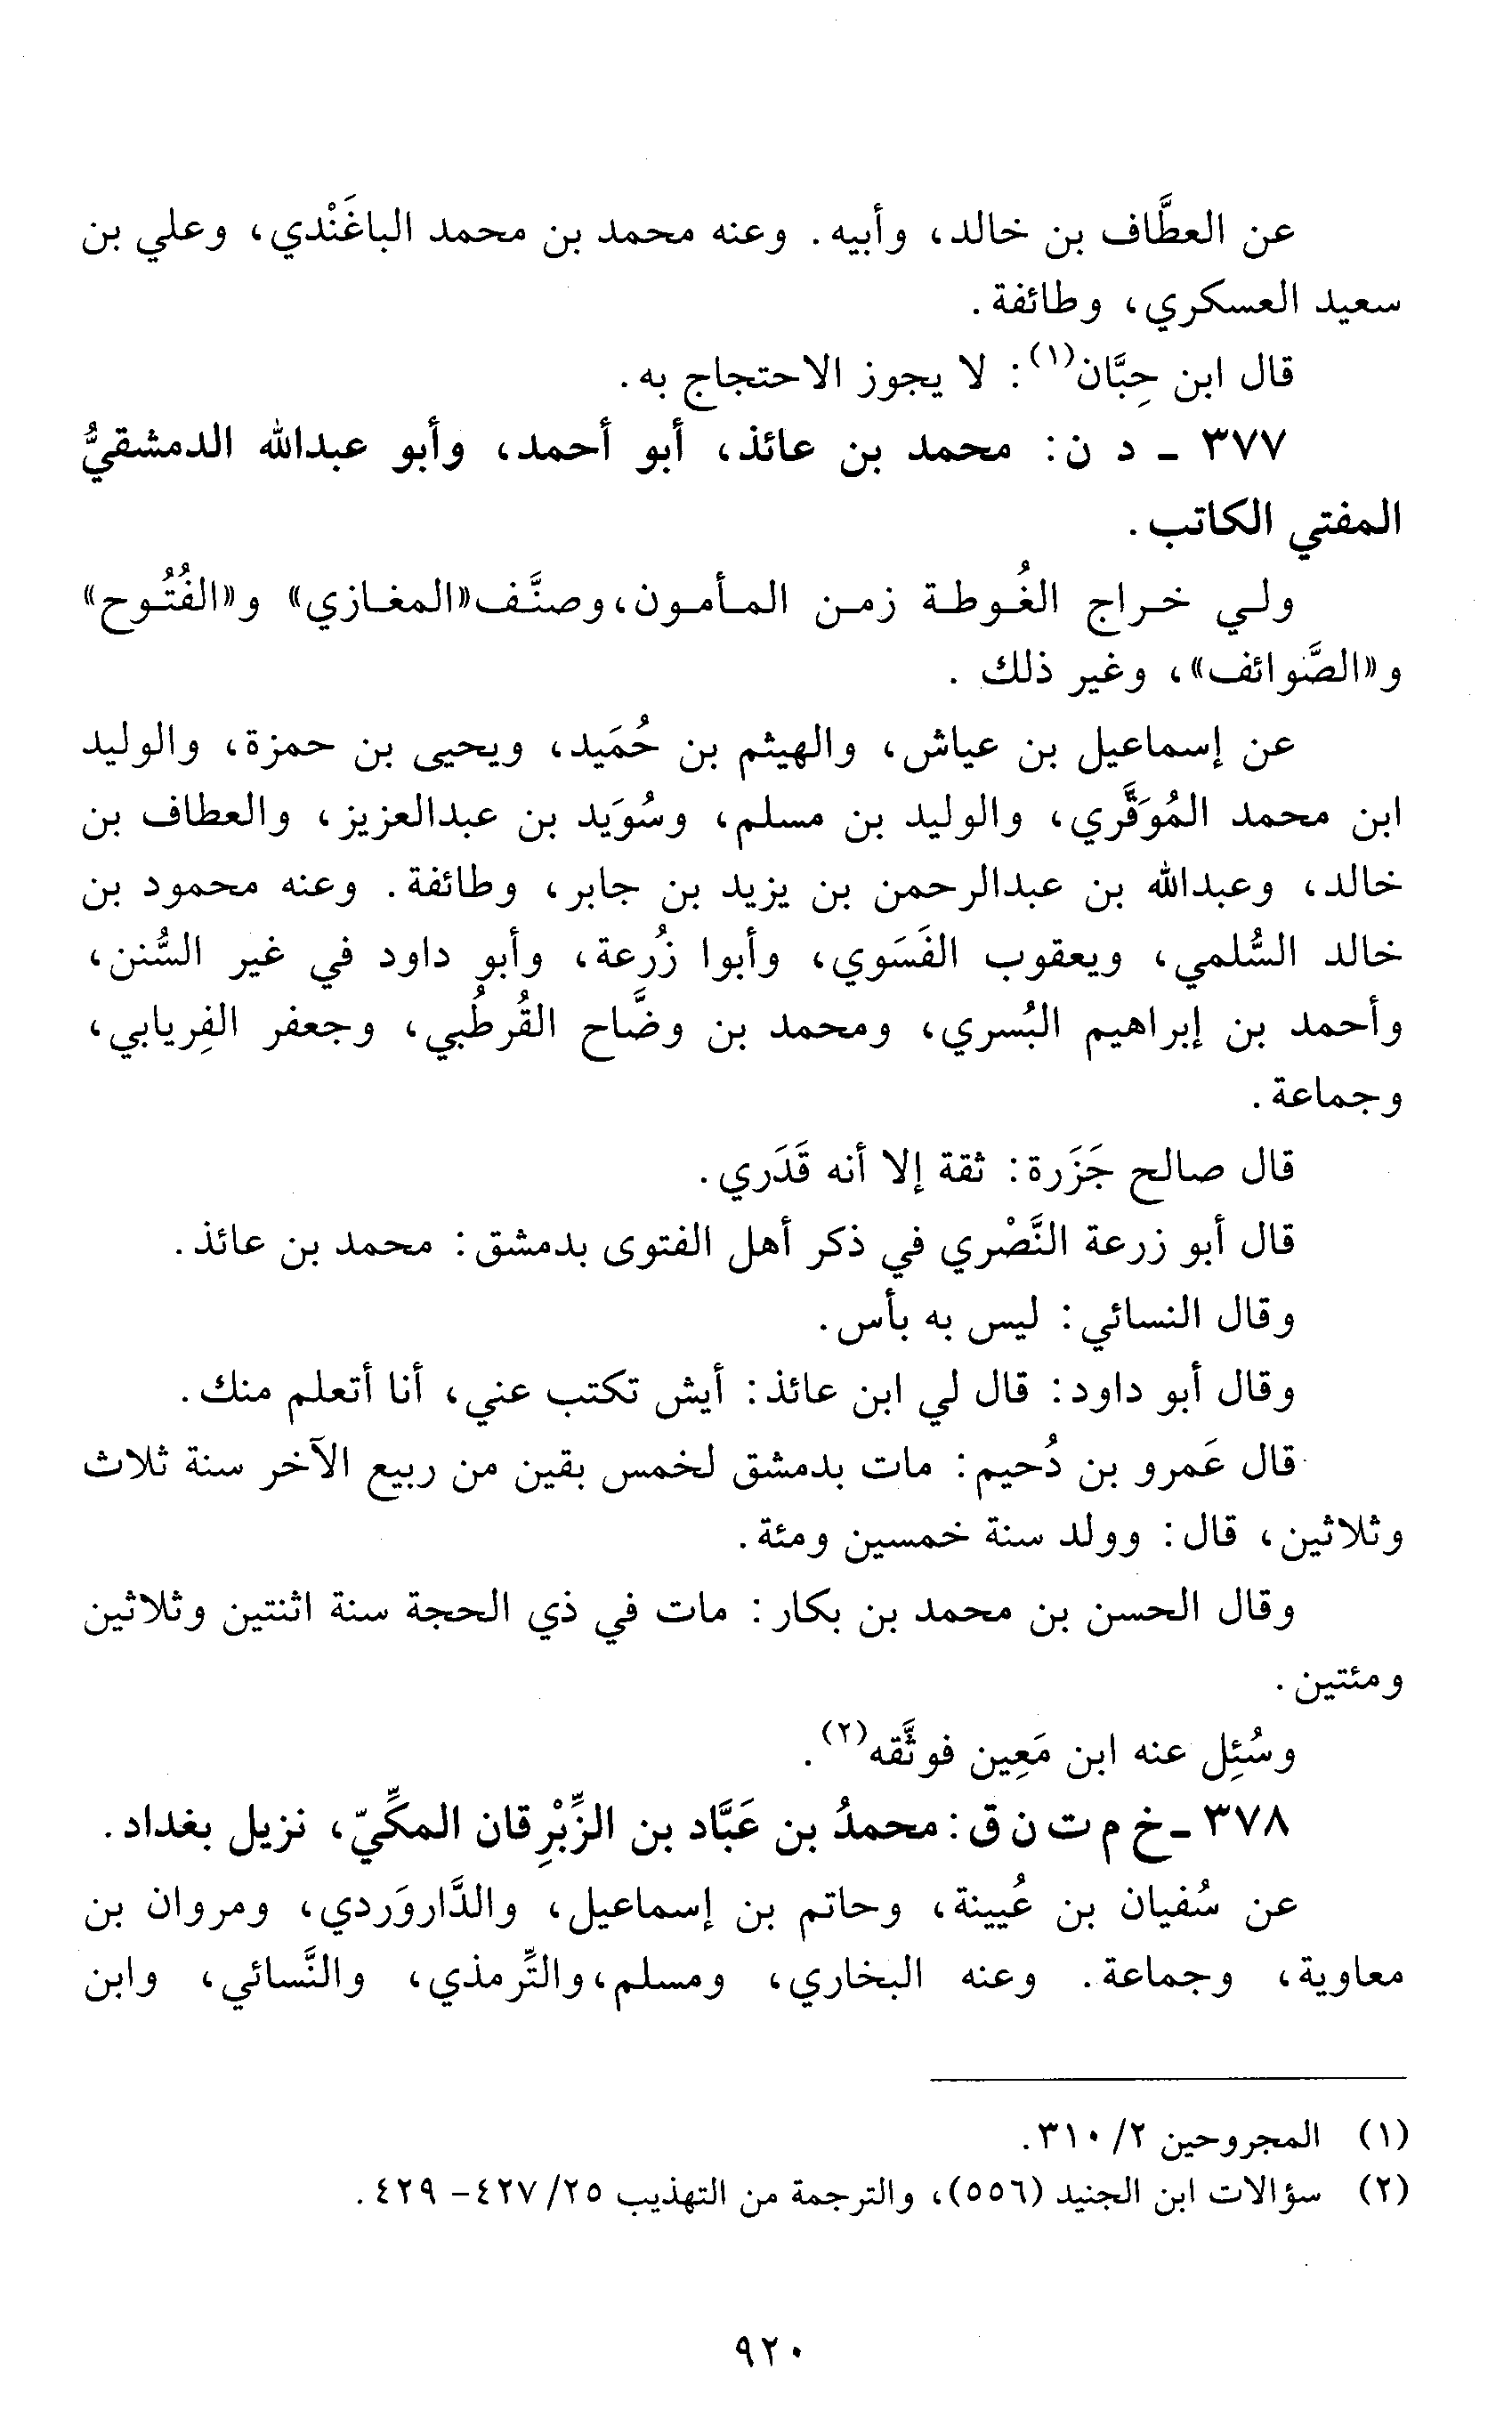 عن العطَّاف بن خالد، وأبيه. وعنه محمد بن محمد الباغَنْدي، وعلي بن
سعيد العسكري، وطائفة.
قال ابن حِبَّان(١): لا يجوز الاحتجاج به.
٣٧٧ ـ د ن: محمد بن عائذ، أبو أحمد، وأبو عبدالله الدمشقيُّ
المفتي الكاتب.
ولي خراج الغُوطة زمن المأمون، وصنَّف «المغازي» و«الفُتُوح»
و«الصَّوائف»، وغير ذلك.
عن إسماعيل بن عياش، والهيثم بن حُمَيد، ويحيى بن حمزة، والوليد
ابن محمد المُوَقَّري، والوليد بن مسلم، وسُوَيد بن عبدالعزيز، والعطاف بن
خالد، وعبدالله بن عبدالرحمن بن يزيد بن جابر، وطائفة. وعنه محمود بن
خالد السُّلمي، ويعقوب الفَسَوي، وأبوا زُرعة، وأبو داود في غير السُّنن،
وأحمد بن إبراهيم البُسري، ومحمد بن وضَّاح القُرطُبي، وجعفر الفِريابي،
وجماعة.
قال صالح جَزَرة: ثقة إلا أنه قَدَري.
قال أبو زرعة النَّصْري في ذكر أهل الفتوى بدمشق: محمد بن عائذ.
وقال النسائي: ليس به بأس.
وقال أبو داود: قال لي ابن عائذ: أيش تكتب عني، أنا أتعلم منك.
قال عَمرو بن دُحيم: مات بدمشق لخمس بقين من ربيع الآخر سنة ثلاث
وثلاثين، قال: وولد سنة خمسين ومئة.
وقال الحسن بن محمد بن بكار: مات في ذي الحجة سنة اثنتين وثلاثين
ومئتين.
وسُئِل عنه ابن مَعِين فوثَّقه(٢).
٣٧٨ ـ خ م ت ن ق: محمدُ بن عَبَّاد بن الزِّبْرِقان المكِّيّ، نزيل بغداد.
عن سُفيان بن عُيينة، وحاتم بن إسماعيل، والدَّاروَردي، ومروان بن
معاوية، وجماعة. وعنه البخاري، ومسلم، والتِّرمذي، والنَّسائي، وابن
(١) المجروحين ٢/ ٣١٠.
(٢) سؤالات ابن الجنيد (٥٥٦)، والترجمة من التهذيب ٢٥/ ٤٢٧ - ٤٢٩.
٩٢٠